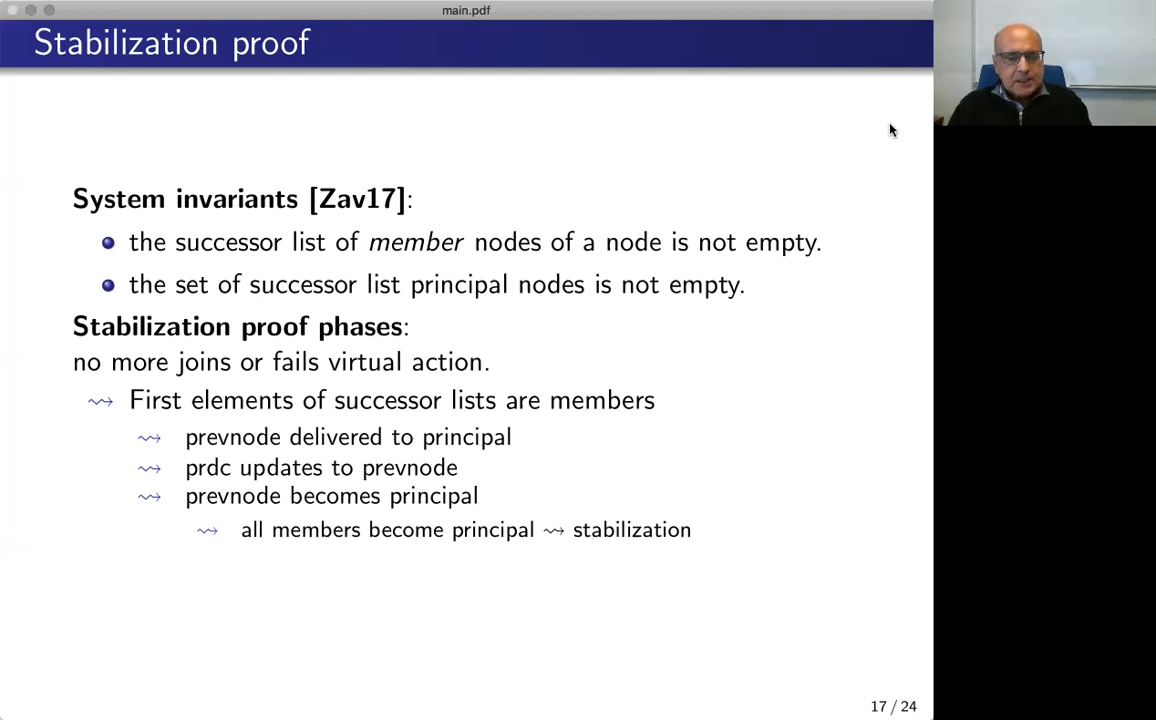 main.pdf
Stabilization proof
System invariants [Zav17]:
the successor list of member nodes of a node is not empty.
the set of successor list principal nodes is not empty.
Stabilization proof phases:
no more joins or fails virtual action.
⇝ First elements of successor lists are members
⇝ prevnode delivered to principal
⇝ prdc updates to prevnode
⇝ prevnode becomes principal
⇝ all members become principal ⇝ stabilization
17 / 24